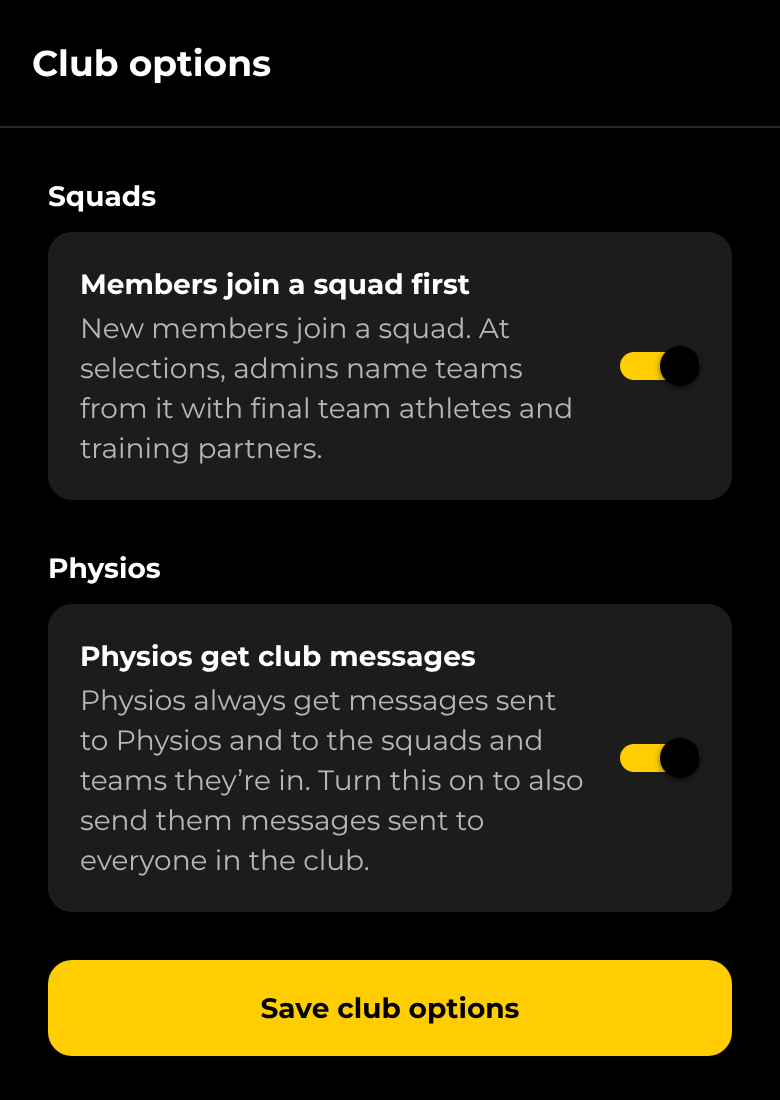 Club options
Squads
Members join a squad first
New members join a squad. At
selections, admins name teams
from it with final team athletes and
training partners.
Physios
Physios get club messages
Physios always get messages sent
to Physios and to the squads and
teams they’re in. Turn this on to also
send them messages sent to
everyone in the club.
Save club options